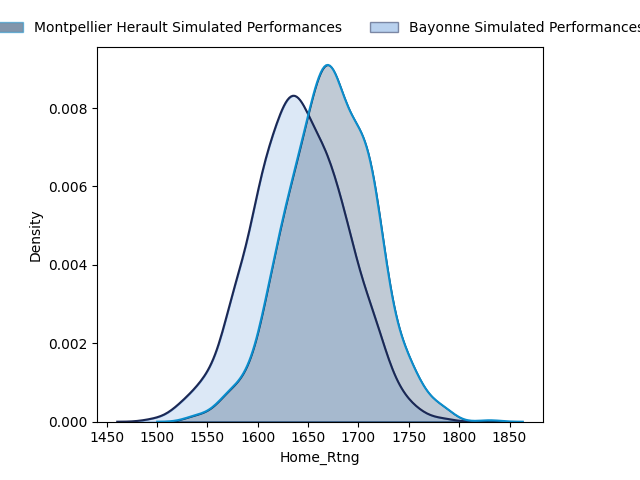 Montpellier Herault Simulated Performances Bayonne Simulated Performances
Density
0.008
0.006
0.004
0.002
0.000
1450 1500 1550 1600 1650 1700 1750 1800 1850
Home_Rtng